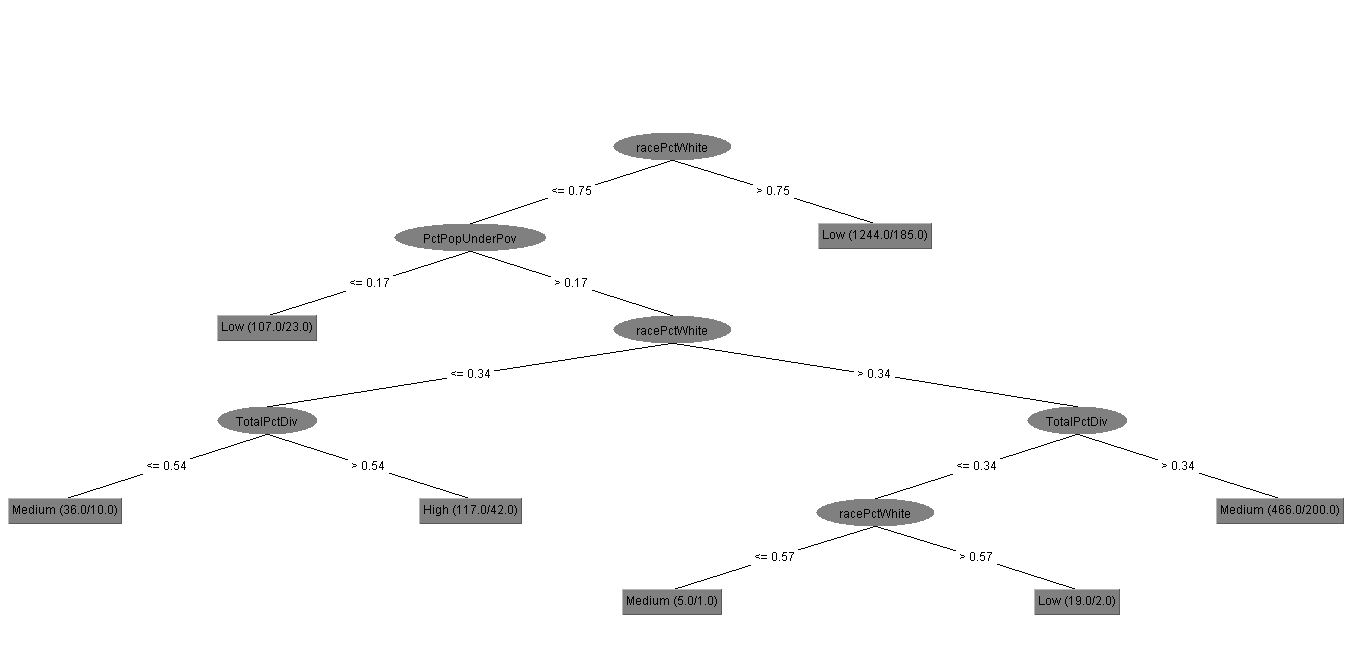 racePctWhite
<= 0.75
> 0.75
PctPopUnderPov
Low (1244.0/185.0)
<= 0.17
> 0.17
Low (107.0/23.0)
racePctWhite
<= 0.34
> 0.34
TotalPctDiv
TotalPctDiv
<= 0.54
> 0.54
<= 0.34
> 0.34
Medium (36.0/10.0)
High (117.0/42.0)
racePctWhite
Medium (466.0/200.0)
<= 0.57
> 0.57
Medium (5.0/1.0)
Low (19.0/2.0)